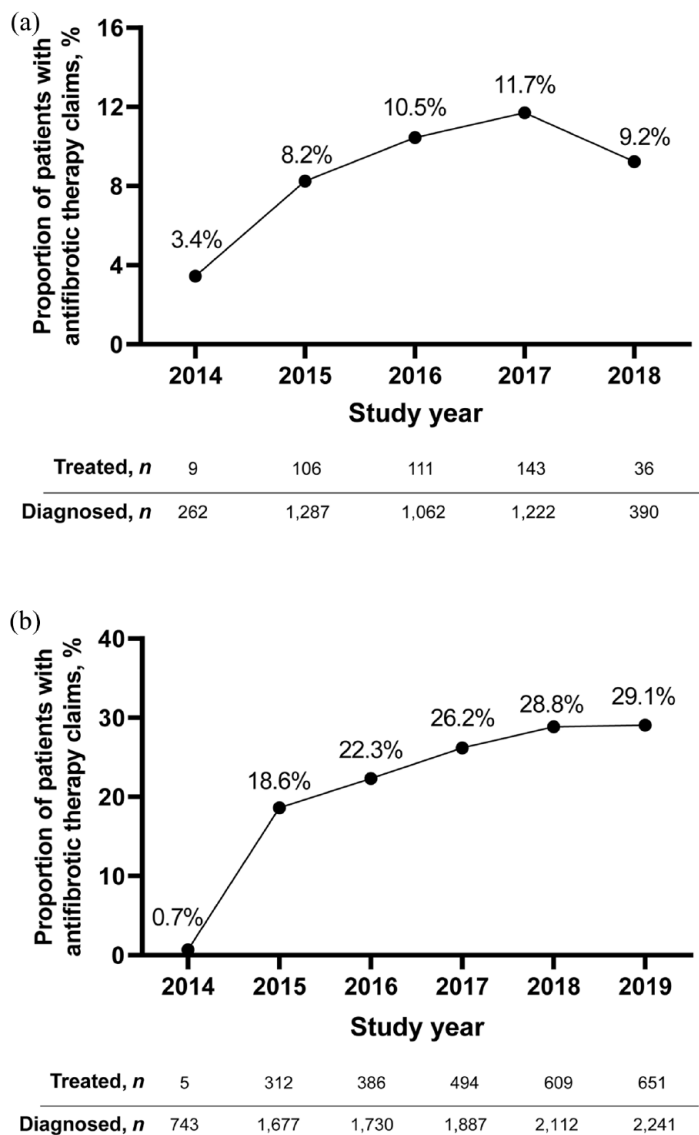 (a)
Proportion of patients with
antifibrotic therapy claims, %
16
12
8
4
0
3.4%
8.2%
10.5%
11.7%
9.2%
2014 2015 2016 2017 2018
Study year
Treated, n 9 106 111 143 36
Diagnosed, n 262 1,287 1,062 1,222 390
(b)
Proportion of patients with
antifibrotic therapy claims, %
40
30
20
10
0
0.7%
18.6%
22.3%
26.2%
28.8%
29.1%
2014 2015 2016 2017 2018 2019
Study year
Treated, n 5 312 386 494 609 651
Diagnosed, n 743 1,677 1,730 1,887 2,112 2,241